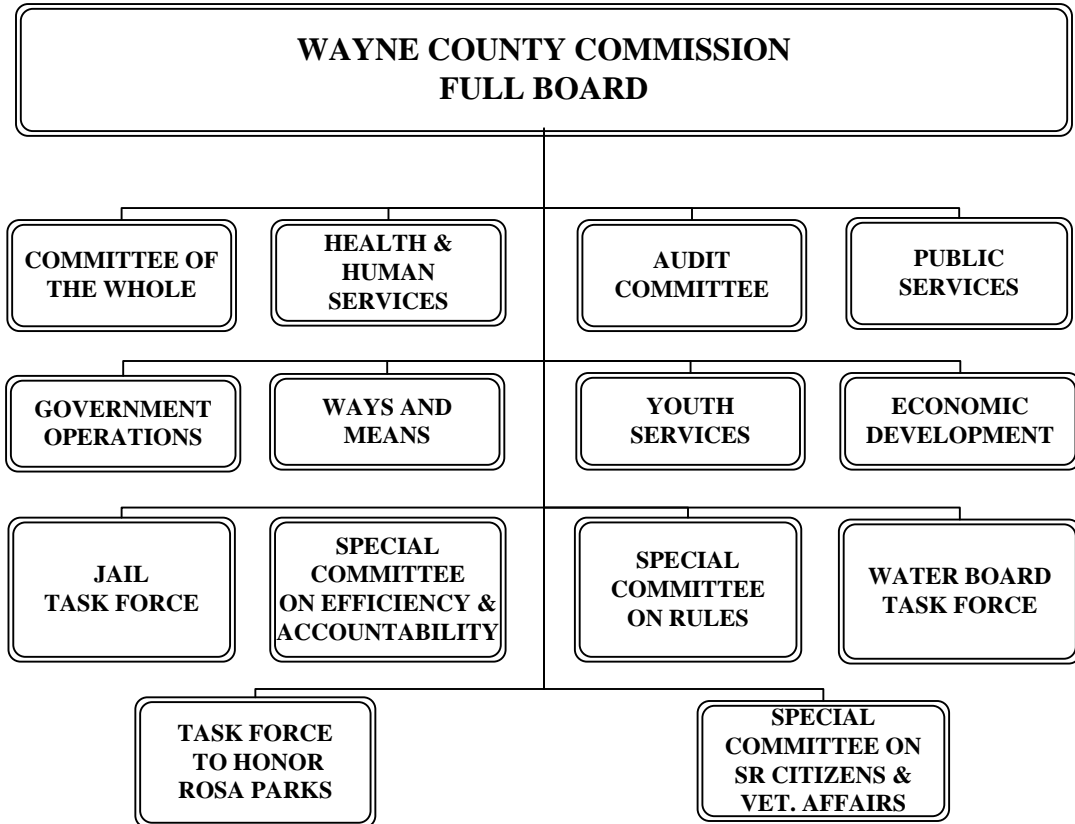 WAYNE COUNTY COMMISSION
FULL BOARD
COMMITTEE OF
THE WHOLE
HEALTH &
HUMAN
SERVICES
AUDIT
COMMITTEE
PUBLIC
SERVICES
GOVERNMENT
OPERATIONS
WAYS AND
MEANS
YOUTH
SERVICES
ECONOMIC
DEVELOPMENT
JAIL
TASK FORCE
SPECIAL
COMMITTEE
ON EFFICIENCY &
ACCOUNTABILITY
SPECIAL
COMMITTEE
ON RULES
WATER BOARD
TASK FORCE
TASK FORCE
TO HONOR
ROSA PARKS
SPECIAL
COMMITTEE ON
SR CITIZENS &
VET. AFFAIRS